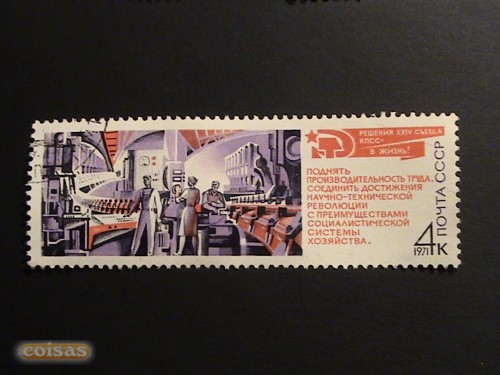 РЕШЕНИЯ XXIV СЪЕЗДА
КПСС-
В ЖИЗНЬ!
ПОДНЯТЬ
ПРОИЗВОДИТЕЛЬНОСТЬ ТРУДА.
СОЕДИНИТЬ ДОСТИЖЕНИЯ
НАУЧНО-ТЕХНИЧЕСКОЙ
РЕВОЛЮЦИИ
С ПРЕИМУЩЕСТВАМИ
СОЦИАЛИСТИЧЕСКОЙ
СИСТЕМЫ
ХОЗЯЙСТВА.
ПОЧТА СССР
1971
4К
coisas